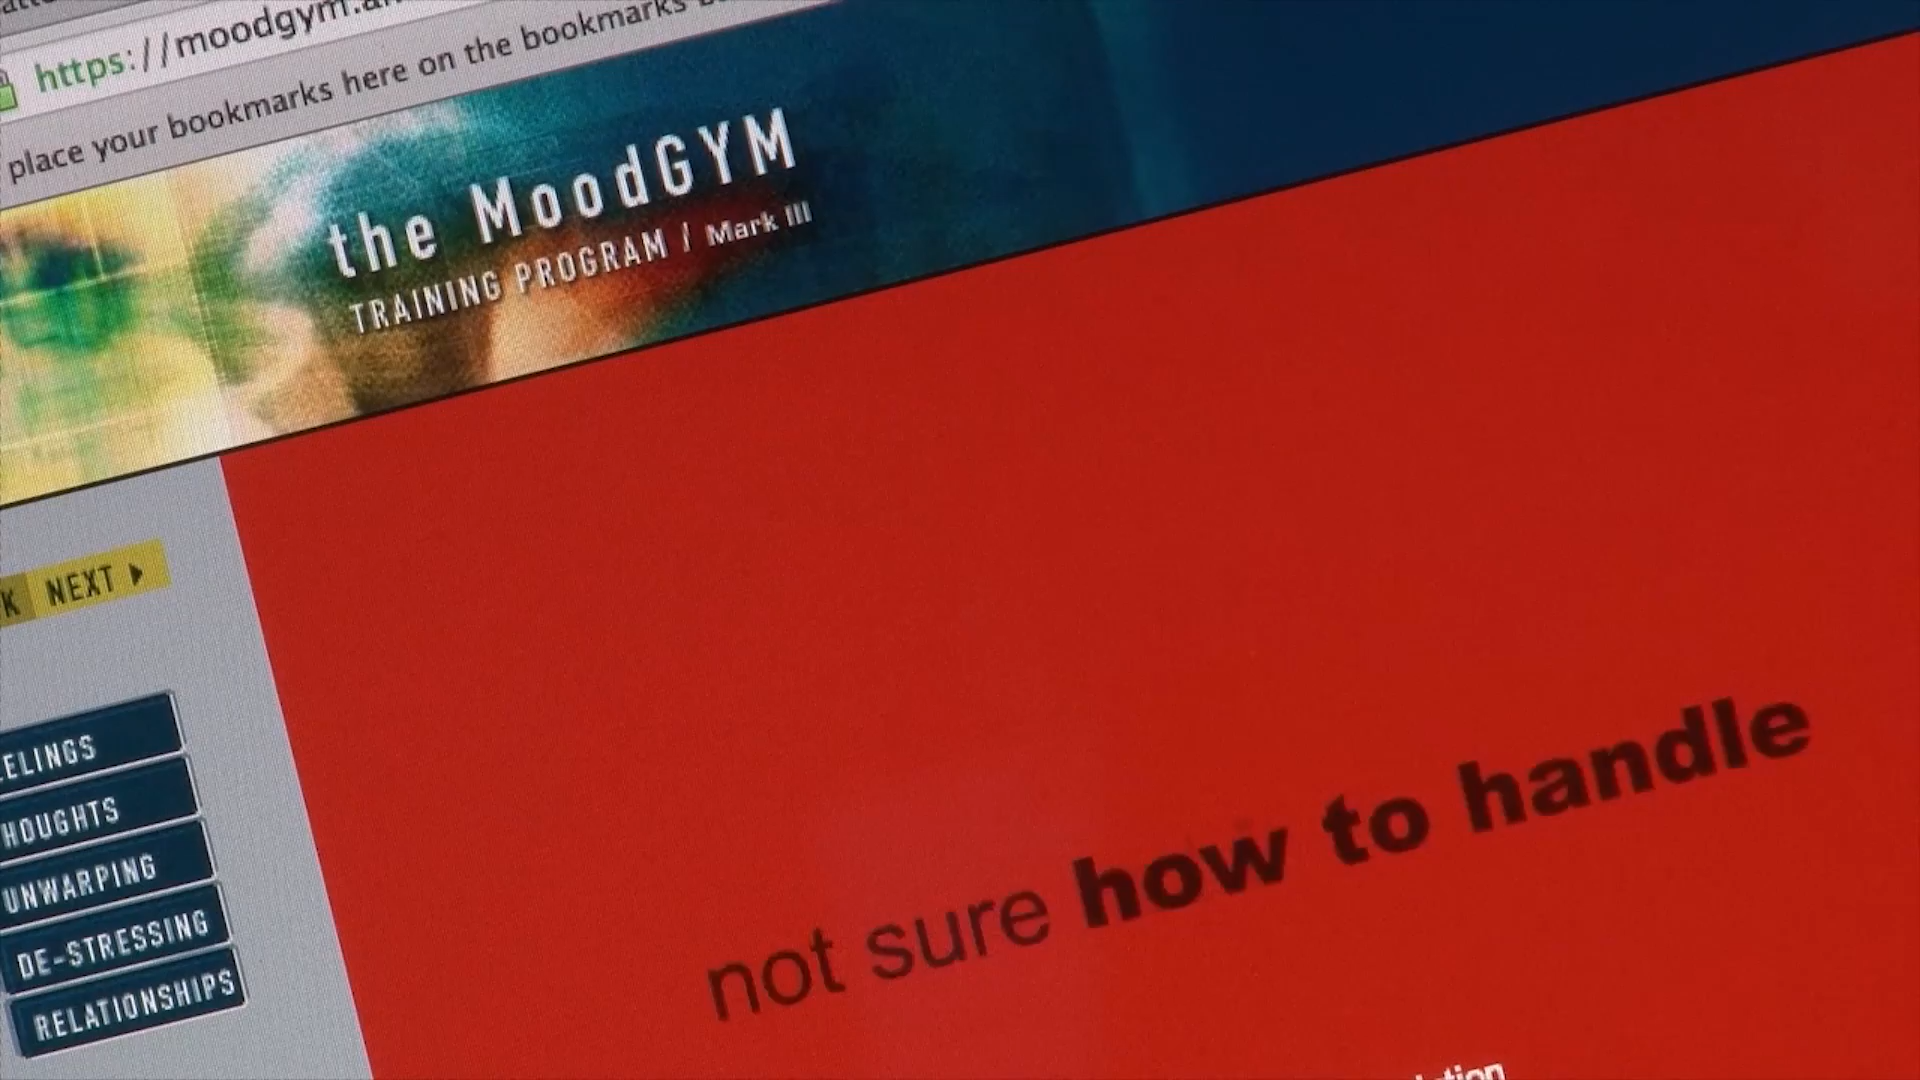 https://moodgym.a
place your bookmarks here on the bookmarks
the MoodGYM
TRAINING PROGRAM / Mark III
K NEXT
ELINGS
HOUGHTS
UNWARPING
DE-STRESSING
RELATIONSHIPS
not sure how to handle